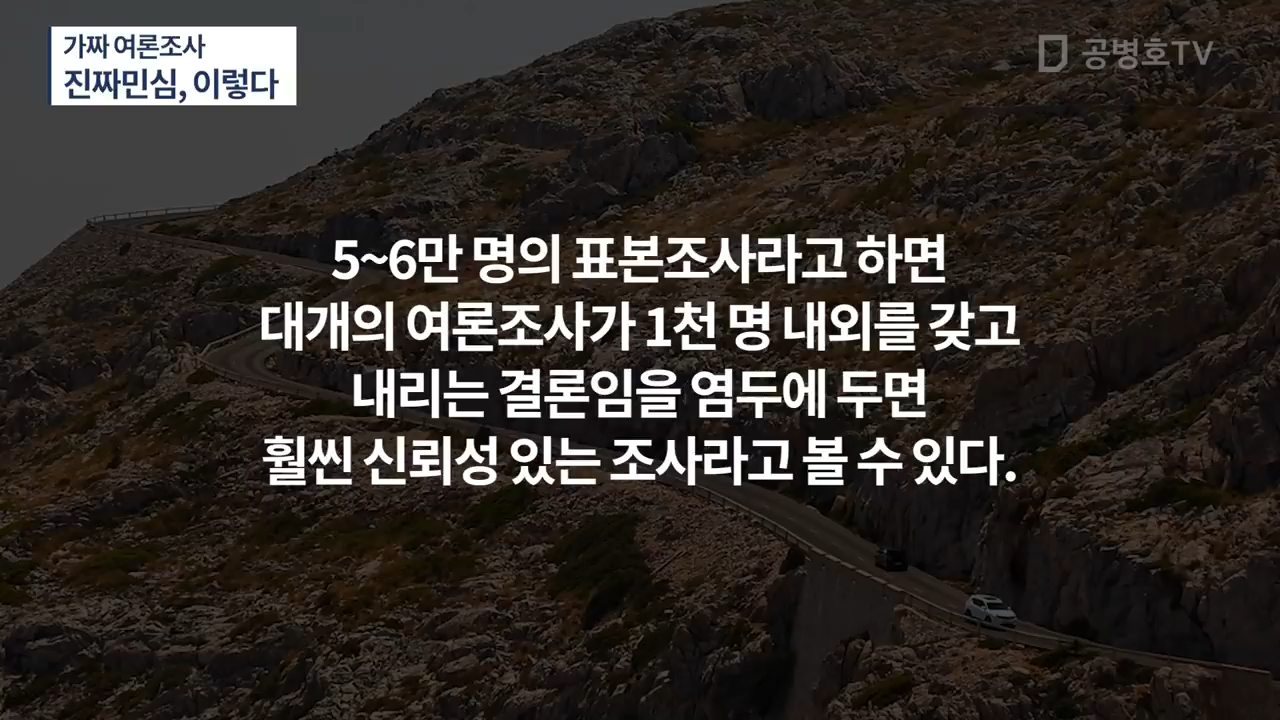 가짜 여론조사
진짜민심, 이렇다
공병호TV
5~6만 명의 표본조사라고 하면
대개의 여론조사가 1천 명 내외를 갖고
내리는 결론임을 염두에 두면
훨씬 신뢰성 있는 조사라고 볼 수 있다.